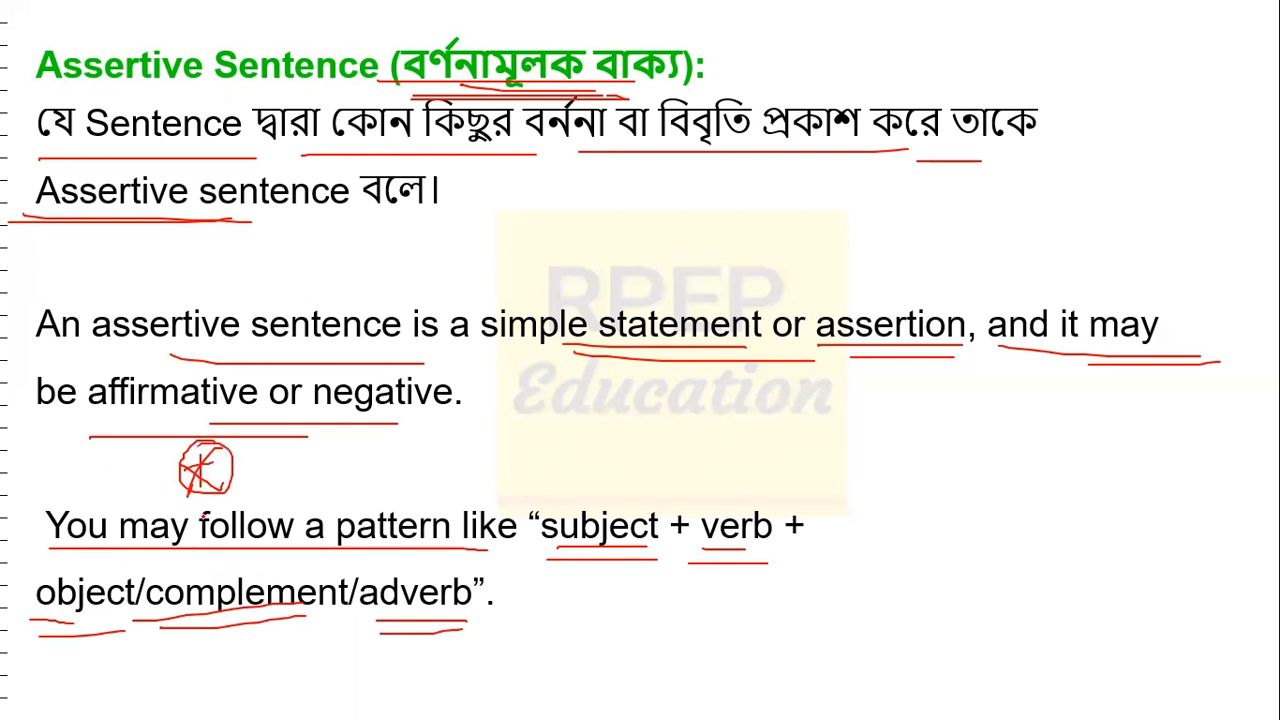 Assertive Sentence (বর্ণনামূলক বাক্য):
যে Sentence দ্বারা কোন কিছুর বর্ননা বা বিবৃতি প্রকাশ করে তাকে
Assertive sentence বলে।
RPEP
An assertive sentence is a simple statement or assertion, and it may
Education
be affirmative or negative.
You may follow a pattern like “subject + verb +
object/complement/adverb”.